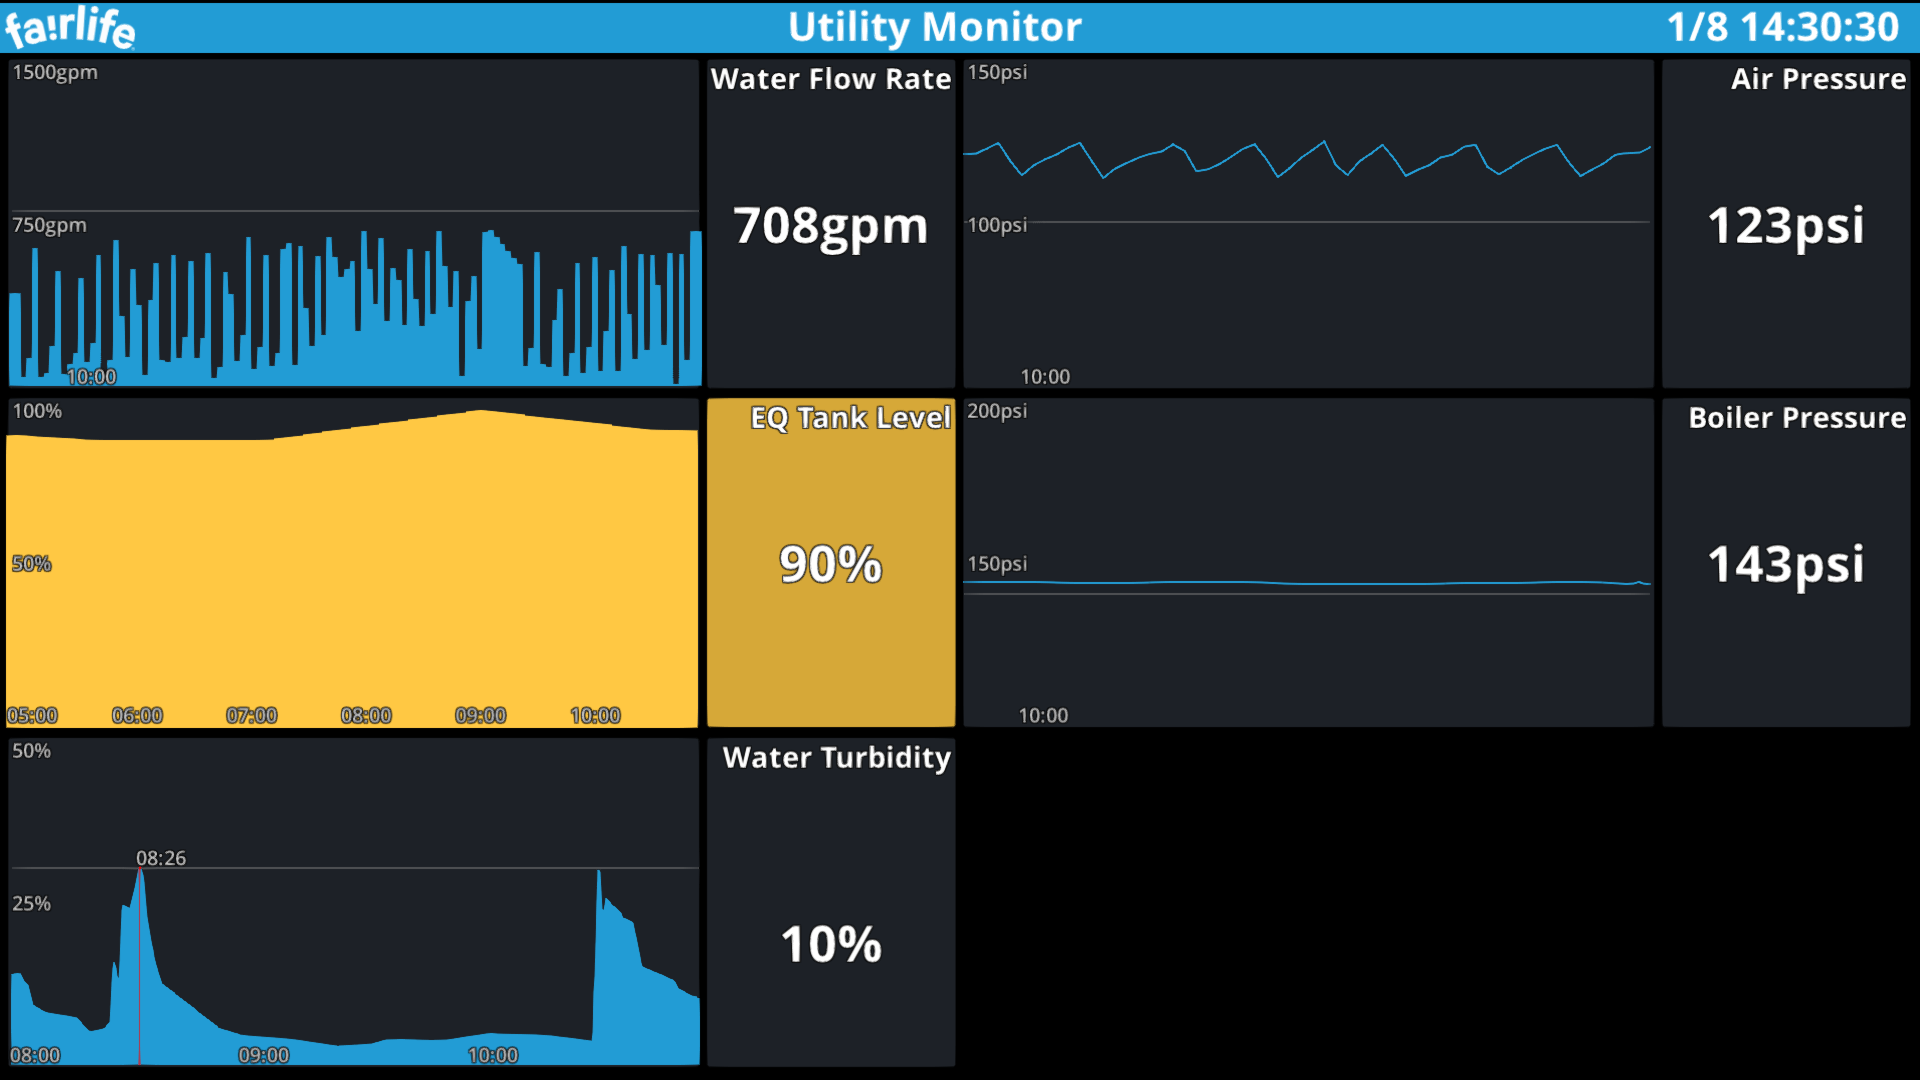 fa!rlife
Utility Monitor
1/8 14:30:30
1500gpm
750gpm
10:00
Water Flow Rate
708gpm
150psi
100psi
10:00
Air Pressure
123psi
100%
50%
05:00 06:00 07:00 08:00 09:00 10:00
EQ Tank Level
90%
200psi
150psi
10:00
Boiler Pressure
143psi
50%
08:26
25%
08:00 09:00 10:00
Water Turbidity
10%